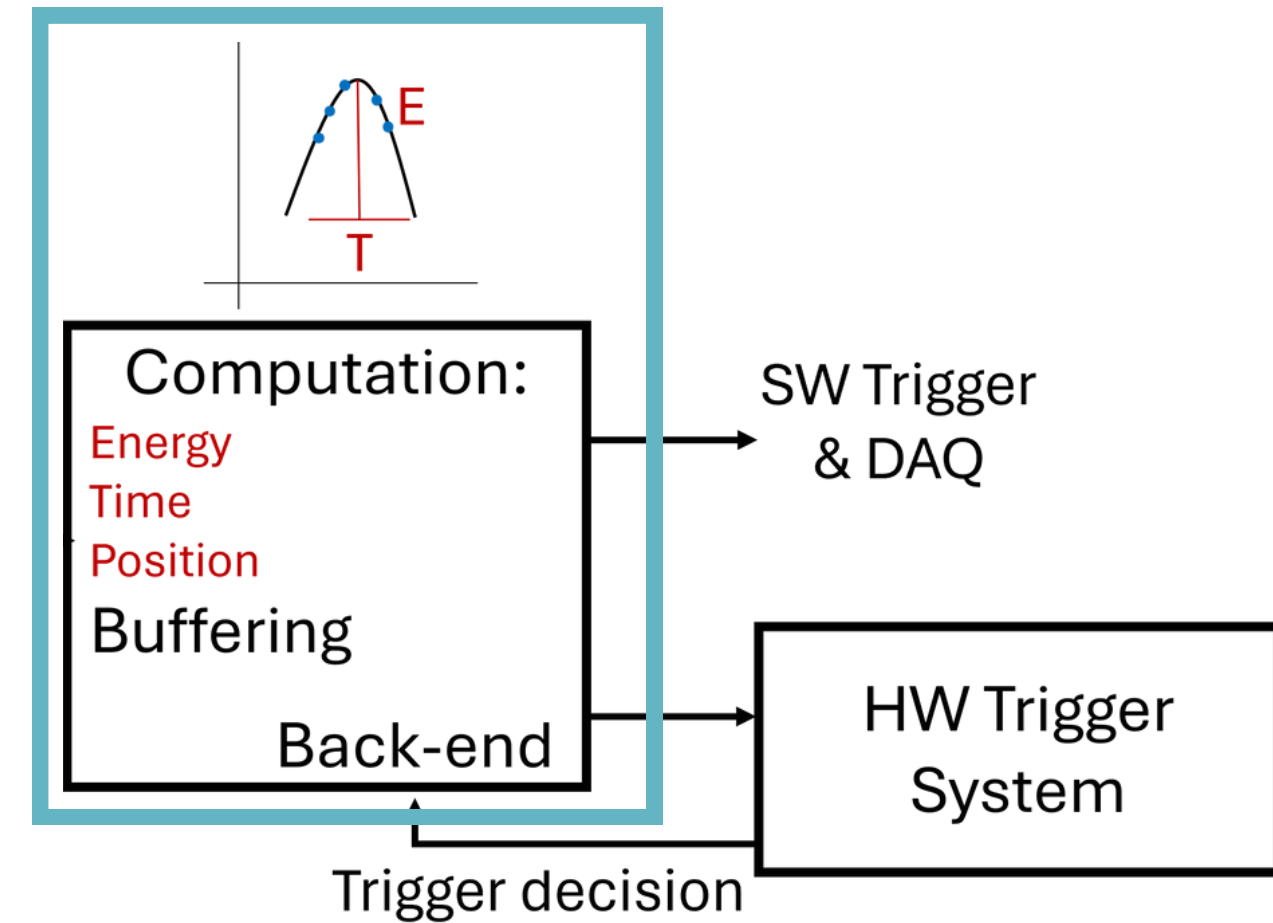 E
T
Computation:
Energy
Time
Position
Buffering
Back-end
SW Trigger
& DAQ
HW Trigger
System
Trigger decision